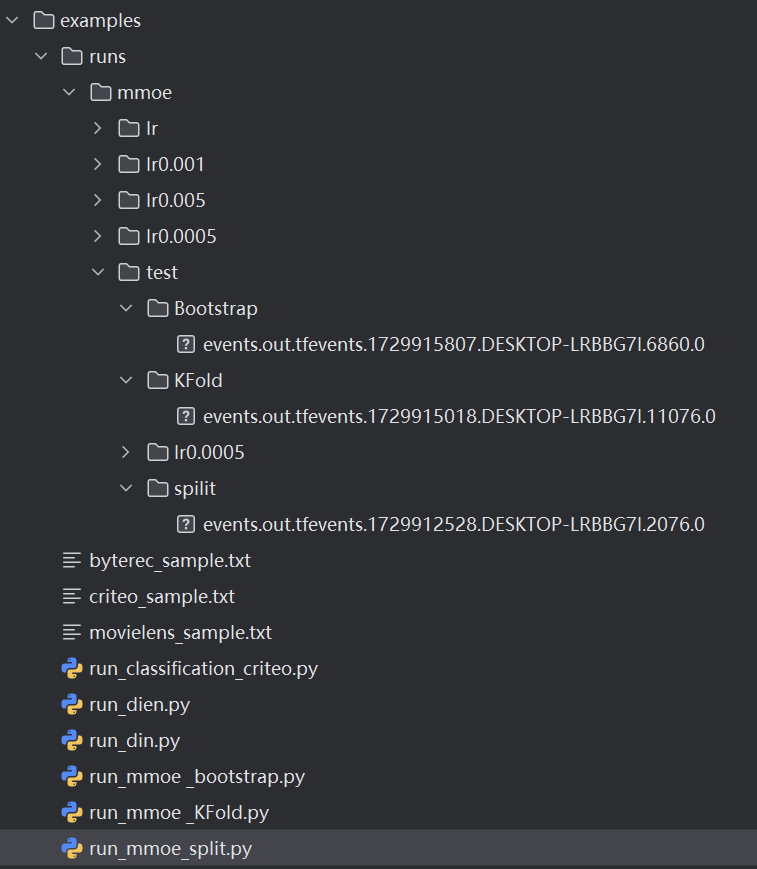 examples
runs
mmoe
lr
lr0.001
lr0.005
lr0.0005
test
Bootstrap
events.out.tfevents.1729915807.DESKTOP-LRBBG7I.6860.0
KFold
events.out.tfevents.1729915018.DESKTOP-LRBBG7I.11076.0
lr0.0005
spilit
events.out.tfevents.1729912528.DESKTOP-LRBBG7I.2076.0
byterec_sample.txt
criteo_sample.txt
movielens_sample.txt
run_classification_criteo.py
run_dien.py
run_din.py
run_mmoe _bootstrap.py
run_mmoe _KFold.py
run_mmoe_split.py